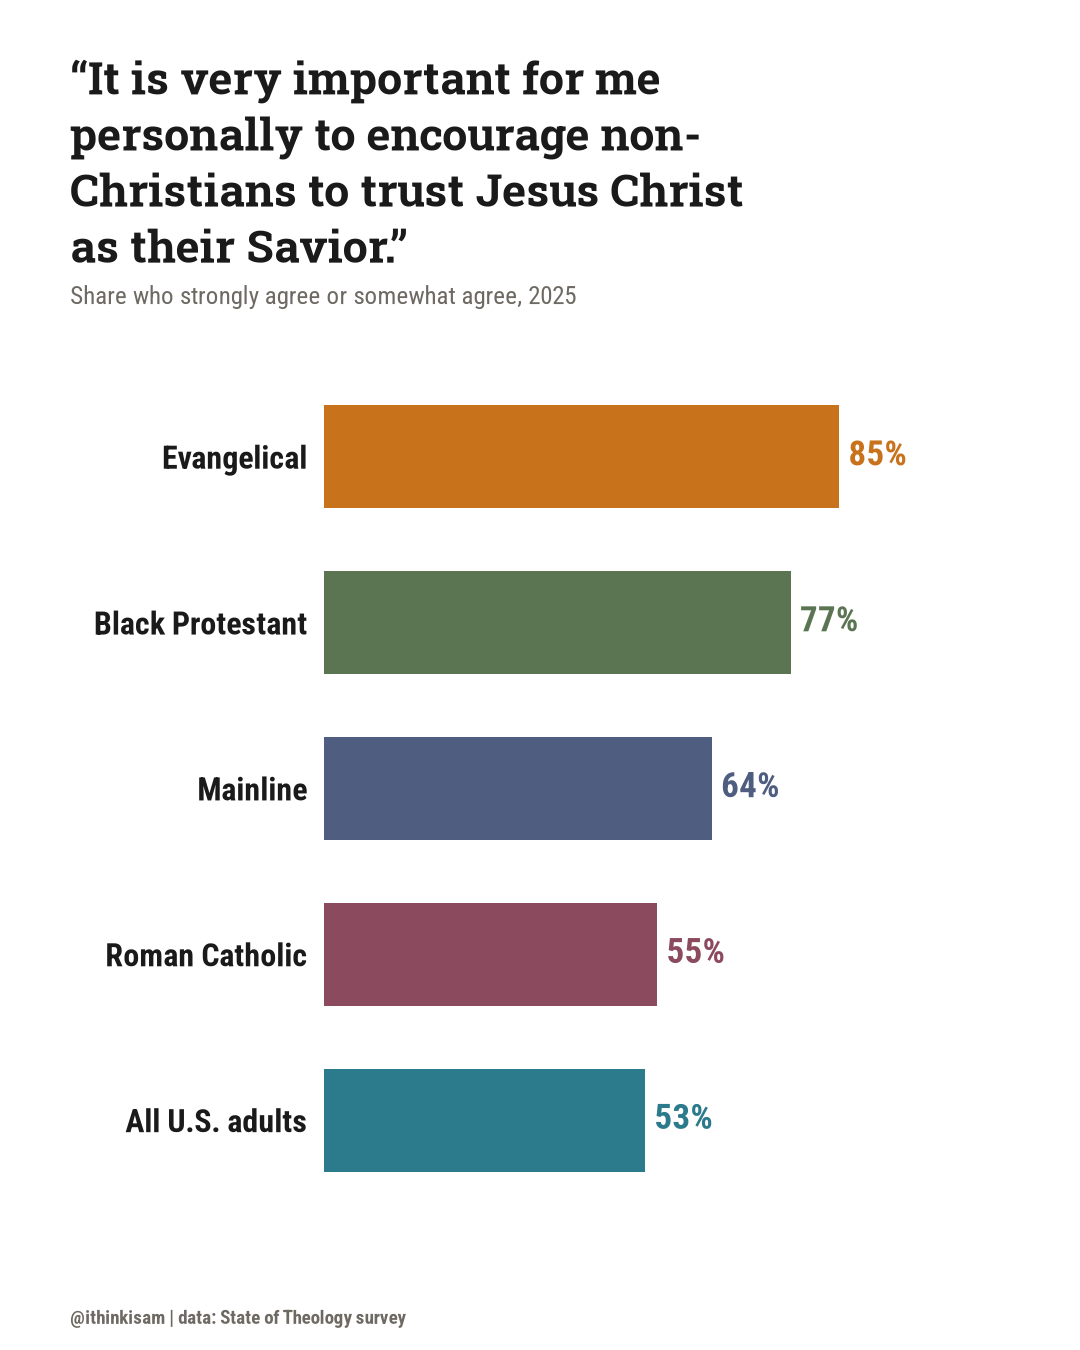 “It is very important for me
personally to encourage non-
Christians to trust Jesus Christ
as their Savior.”
Share who strongly agree or somewhat agree, 2025
Evangelical 85%
Black Protestant 77%
Mainline 64%
Roman Catholic 55%
All U.S. adults 53%
@ithinkisam | data: State of Theology survey